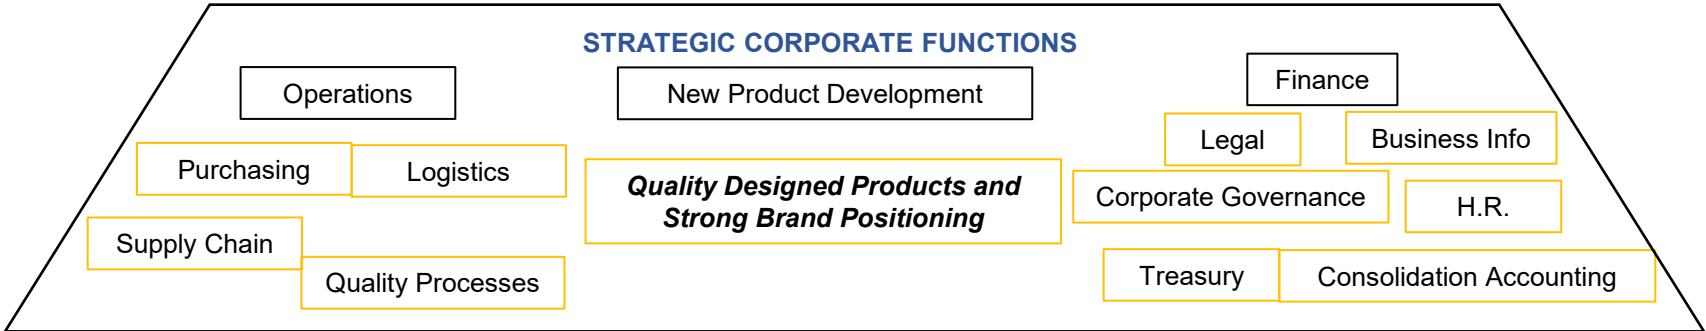 STRATEGIC CORPORATE FUNCTIONS
Operations
New Product Development
Finance
Purchasing
Logistics
Supply Chain
Quality Processes
Quality Designed Products and
Strong Brand Positioning
Legal
Business Info
Corporate Governance
H.R.
Treasury
Consolidation Accounting